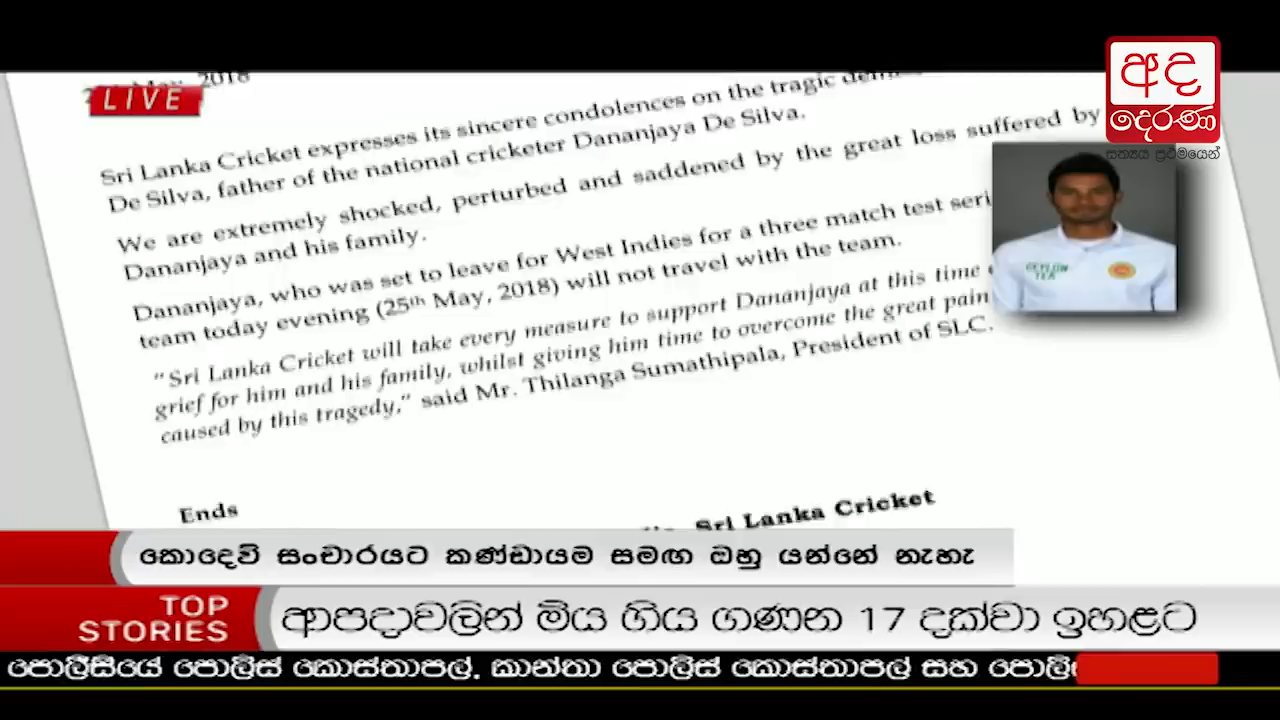 අද
දෙරණ
සත්‍යය ප්‍රථමයෙන්
LIVE
2018
Sri Lanka Cricket expresses its sincere condolences on the tragic
De Silva, father of the national cricketer Dananjaya De Silva.
We are extremely shocked, perturbed and saddened by the great loss suffered by
Dananjaya and his family.
Dananjaya, who was set to leave for West Indies for a three match test
team today evening (25th May, 2018) will not travel with the team.
"Sri Lanka Cricket will take every measure to support Dananjaya at this time
grief for him and his family, whilst giving him time to overcome the great pain
caused by this tragedy," said Mr. Thilanga Sumathipala, President of SLC.
CEYLON
TEA
Ends
Sri Lanka Cricket
කොදෙව් සංචාරයට කණ්ඩායම සමඟ ඔහු යන්නේ නැහැ
TOP
STORIES
ආපදාවලින් මිය ගිය ගණන 17 දක්වා ඉහළට
පොලිසියේ පොලිස් කොස්තාපල්, කාන්තා පොලිස් කොස්තාපල් සහ